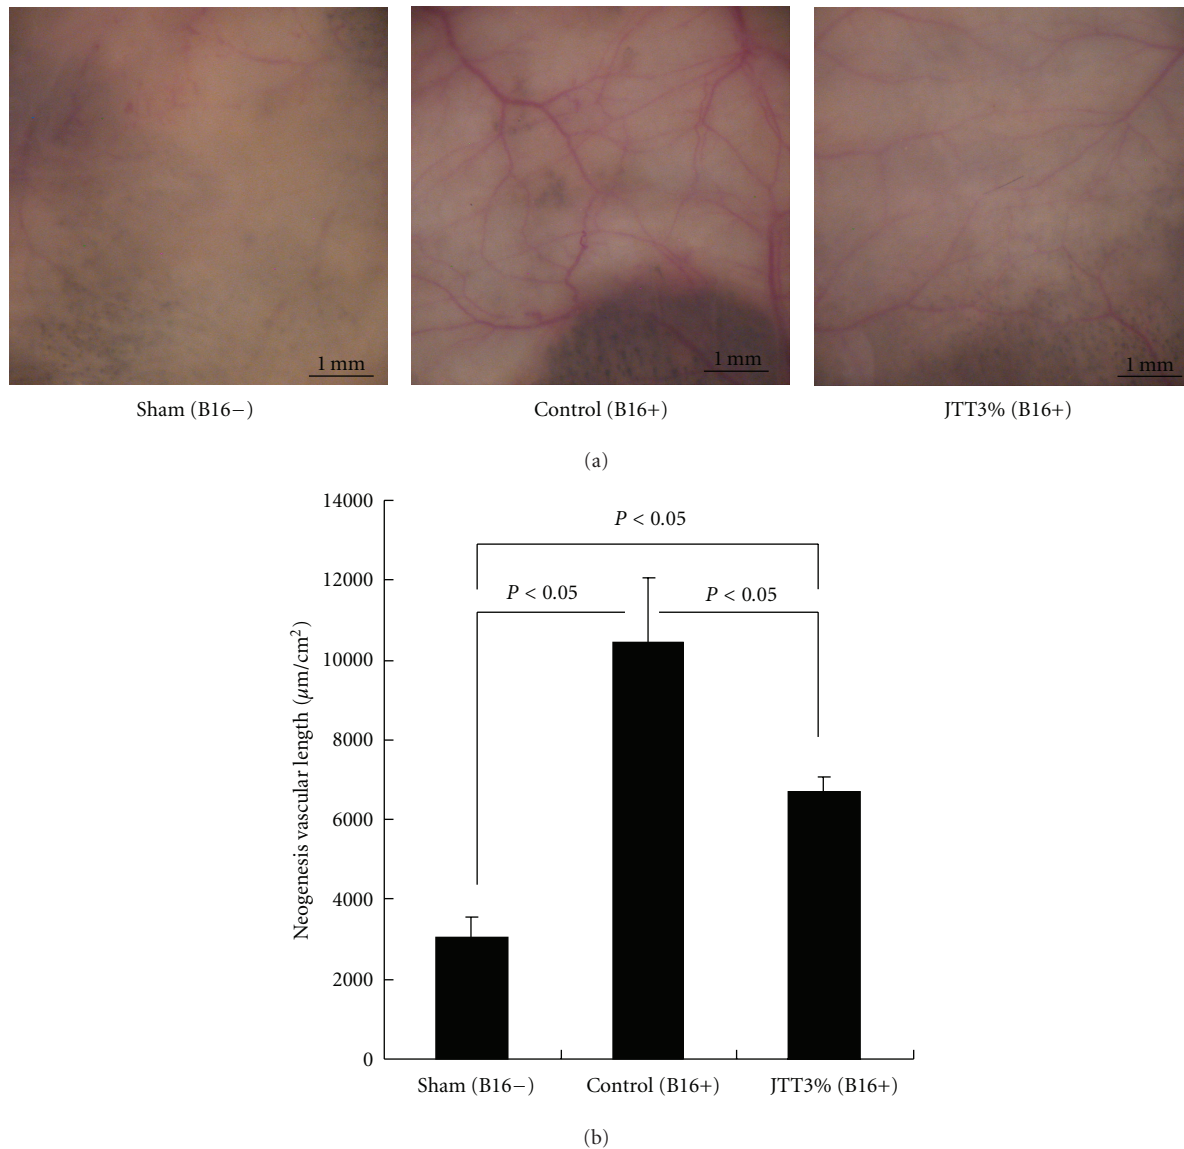 1 mm
1 mm
1 mm
Sham (B16−)
Control (B16+)
JTT3% (B16+)
(a)
14000
12000
10000
8000
6000
4000
2000
0
Neogenesis vascular length (μm/cm²)
P < 0.05
P < 0.05
P < 0.05
Sham (B16−)
Control (B16+)
JTT3% (B16+)
(b)